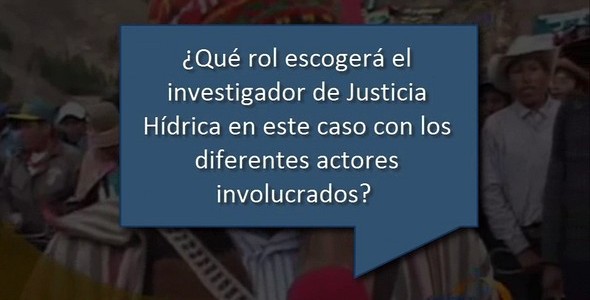 ¿Qué rol escogerá el
investigador de Justicia
Hídrica en este caso con los
diferentes actores
involucrados?